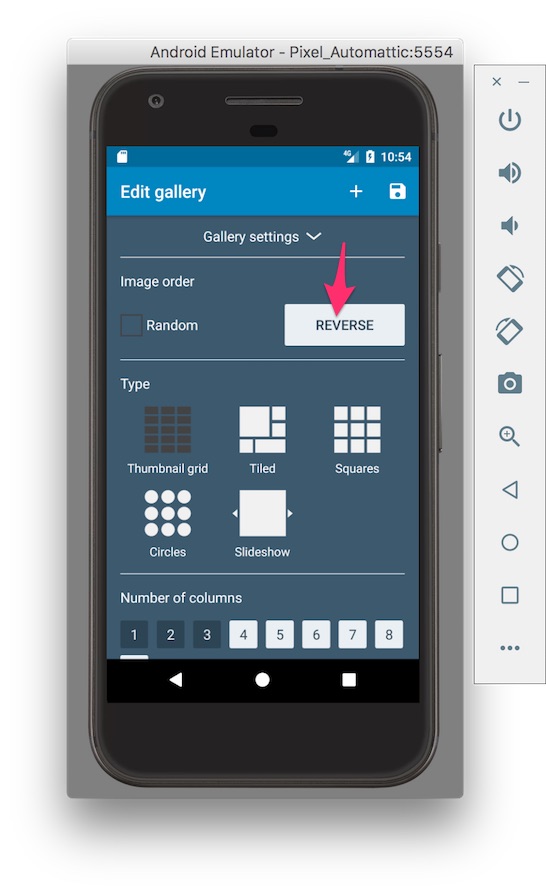 Android Emulator - Pixel_Automattic:5554
4G 10:54
Edit gallery
Gallery settings
Image order
Random REVERSE
Type
Thumbnail grid Tiled Squares
Circles Slideshow
Number of columns
1 2 3 4 5 6 7 8